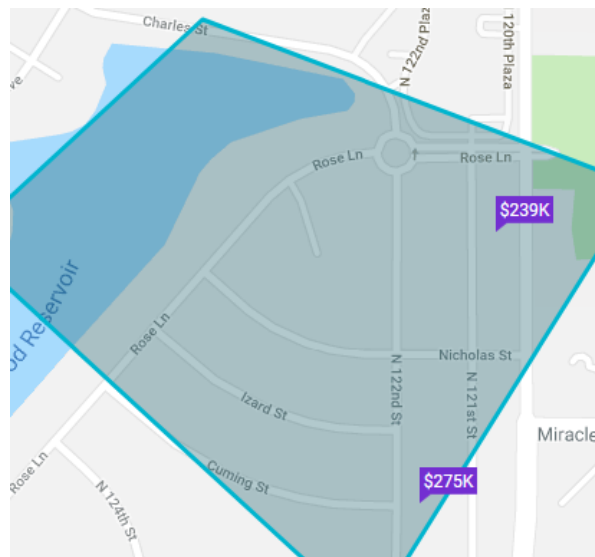 Charles St
N 122nd Plaza
120th Plaza
ve
Rose Ln
Rose Ln
$239K
od Reservoir
Rose Ln
Nicholas St
N 122nd St
N 121st St
Izard St
Miracle
Rose Ln
Cuming St
$275K
N 124th St